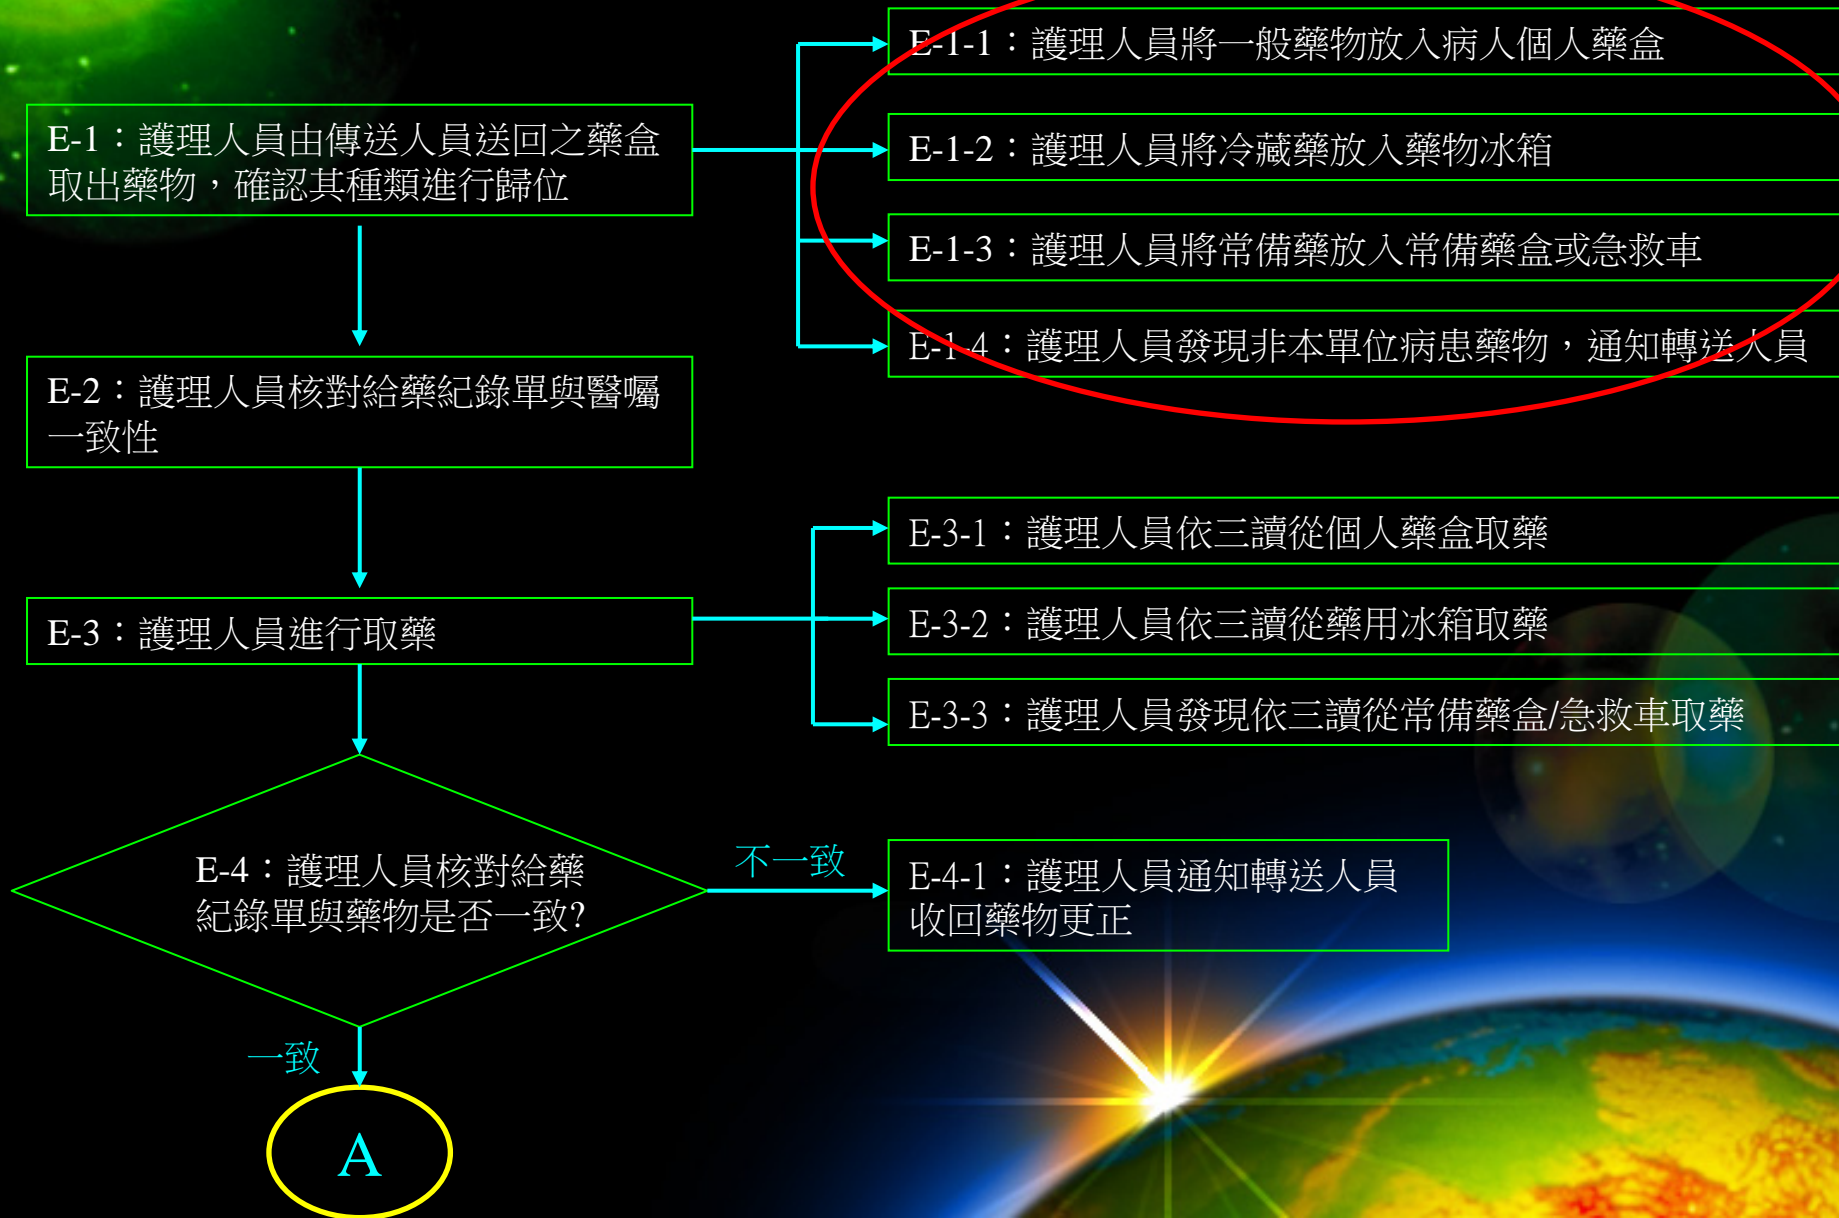 E-1：護理人員由傳送人員送回之藥盒
取出藥物，確認其種類進行歸位
E-1-1：護理人員將一般藥物放入病人個人藥盒
E-1-2：護理人員將冷藏藥放入藥物冰箱
E-1-3：護理人員將常備藥放入常備藥盒或急救車
E-1-4：護理人員發現非本單位病患藥物，通知轉送人員
E-2：護理人員核對給藥紀錄單與醫囑
一致性
E-3：護理人員進行取藥
E-3-1：護理人員依三讀從個人藥盒取藥
E-3-2：護理人員依三讀從藥用冰箱取藥
E-3-3：護理人員發現依三讀從常備藥盒/急救車取藥
E-4：護理人員核對給藥
紀錄單與藥物是否一致?
不一致
E-4-1：護理人員通知轉送人員
收回藥物更正
一致
A